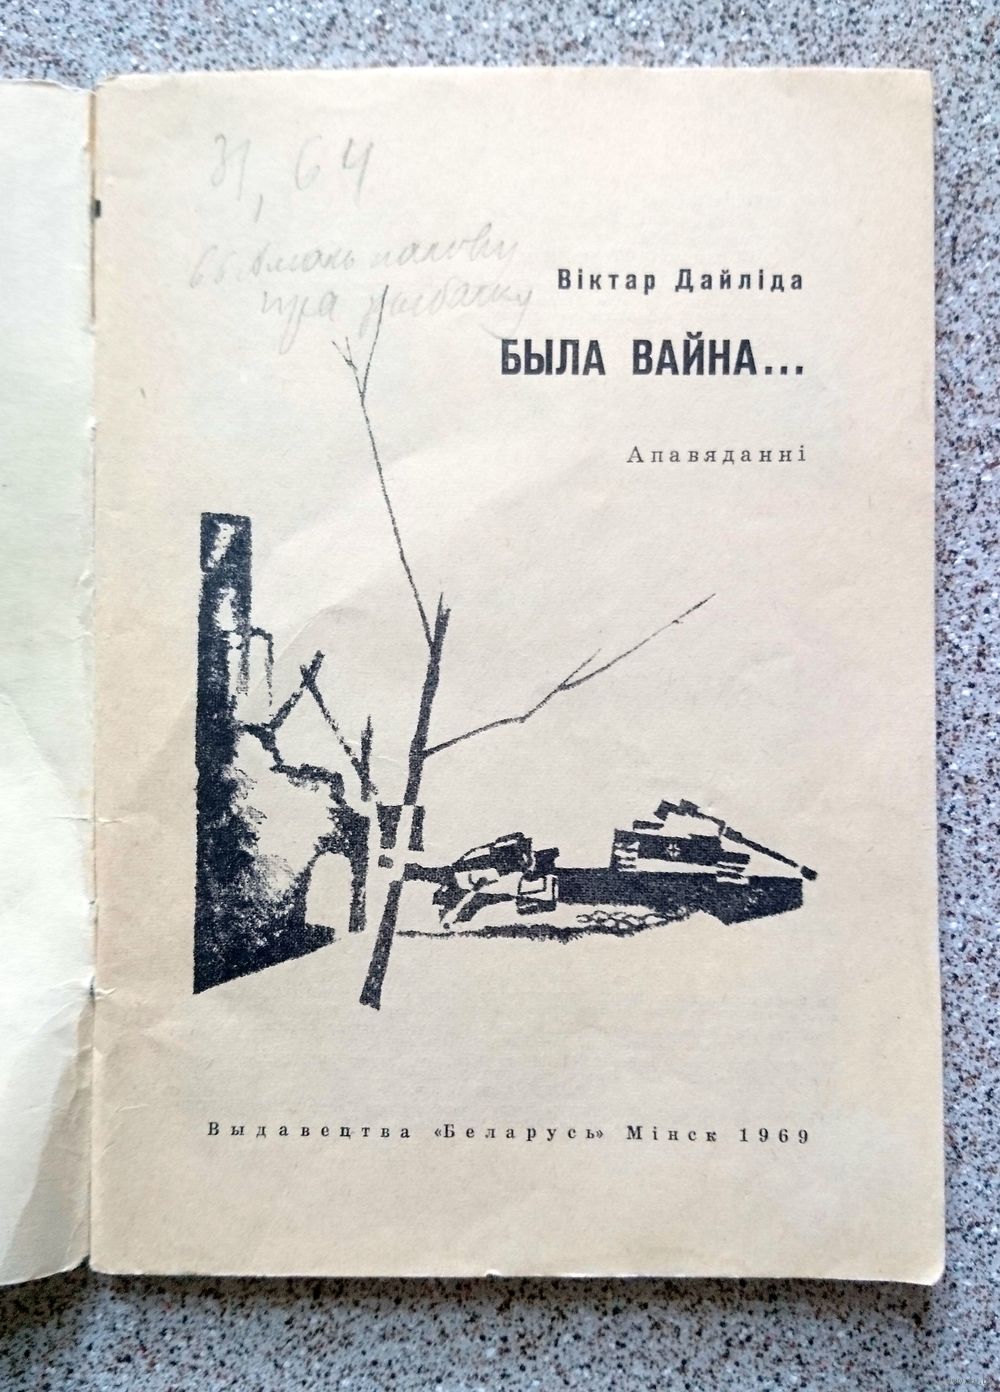 31, 64
Віктар Дайліда
БЫЛА ВАЙНА...
Апавяданні
Выдавецтва «Беларусь» Мінск 1969